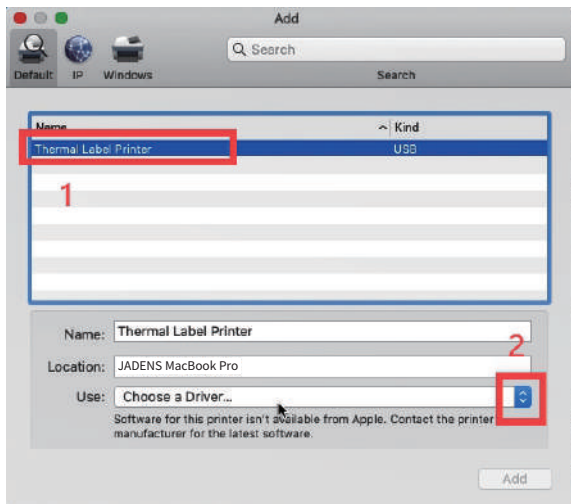 Add
Search
Default IP Windows Search
Name Kind
Thermal Label Printer USB
1
Name: Thermal Label Printer
2
Location: JADENS MacBook Pro
Use: Choose a Driver...
Software for this printer isn't available from Apple. Contact the printer
manufacturer for the latest software.
Add